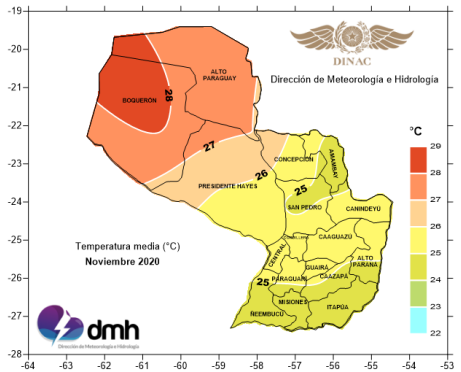 DINAC
Dirección de Meteorología e Hidrología
°C
29
28
27
26
25
24
23
22
-19
-20
-21
-22
-23
-24
-25
-26
-27
-28
-64
-63
-62
-61
-60
-59
-58
-57
-56
-55
-54
-53
ALTO
PARAGUAY
BOQUERÓN
28
27
26
PRESIDENTE HAYES
CONCEPCIÓN
AMAMBAY
25
SAN PEDRO
CANINDEYÚ
CAAGUAZÚ
CENTRAL
GUAIRÁ
ALTO
PARANÁ
CAAZAPÁ
PARAGUARÍ
25
MISIONES
ÑEEMBUCÚ
ITAPÚA
Temperatura media (°C)
Noviembre 2020
dmh
Dirección de Meteorología e Hidrología